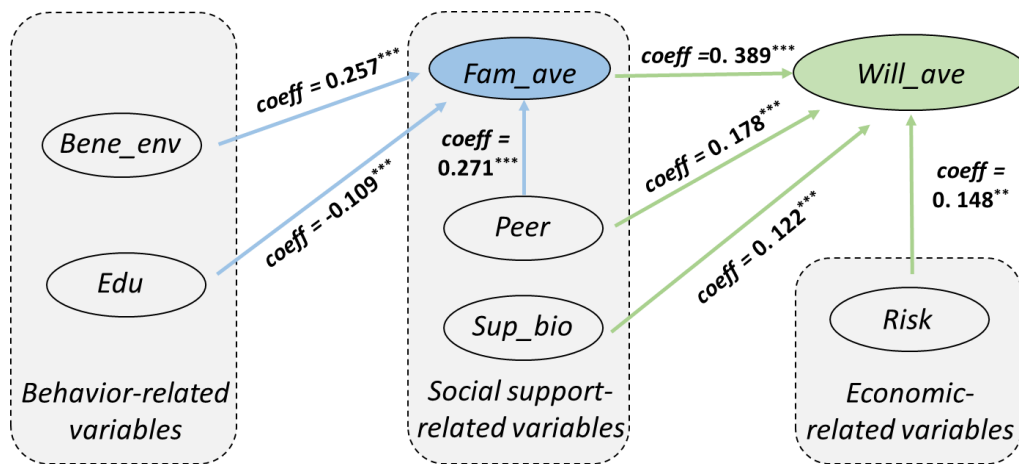 coeff = 0.257***
Fam_ave
coeff =0. 389***
Will_ave
Bene_env
coeff =
0.271***
coeff = 0. 178***
coeff = -0.109***
coeff =
0. 148**
Peer
coeff = 0. 122***
Edu
Sup_bio
Risk
Behavior-related
variables
Social support-
related variables
Economic-
related variables